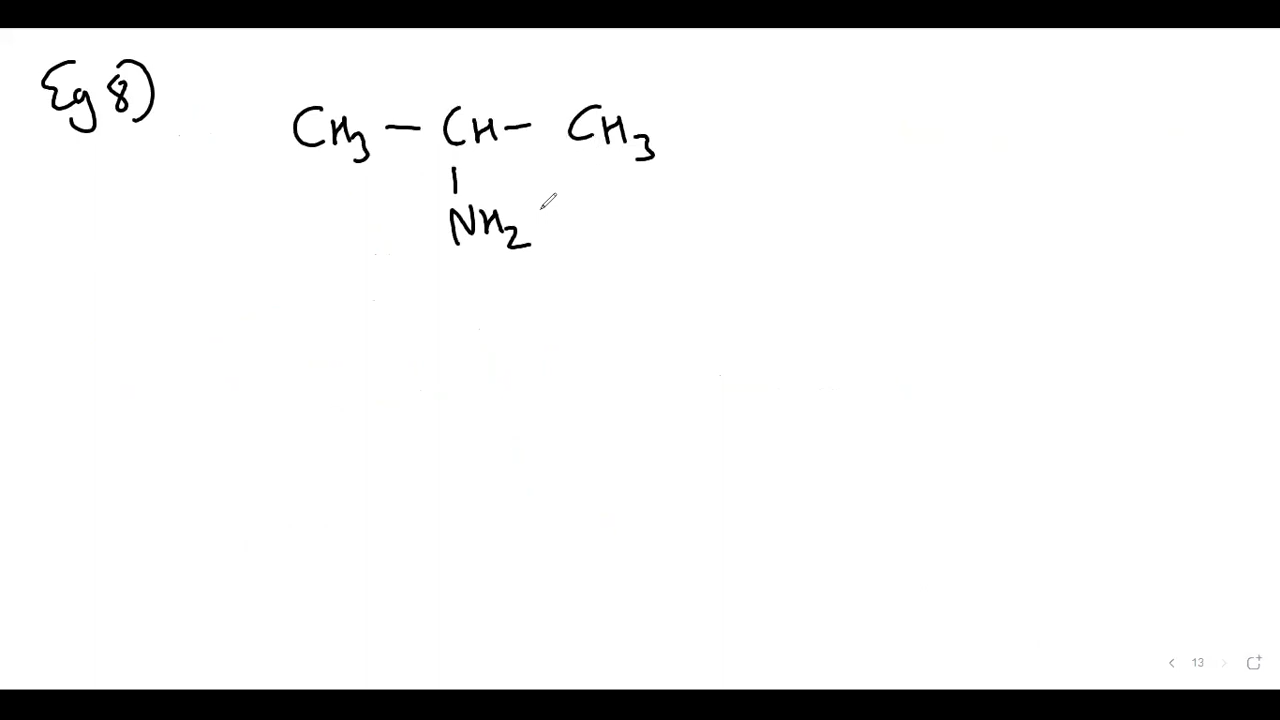 Eg 8)
CH3 — CH — CH3
|
NH2
13